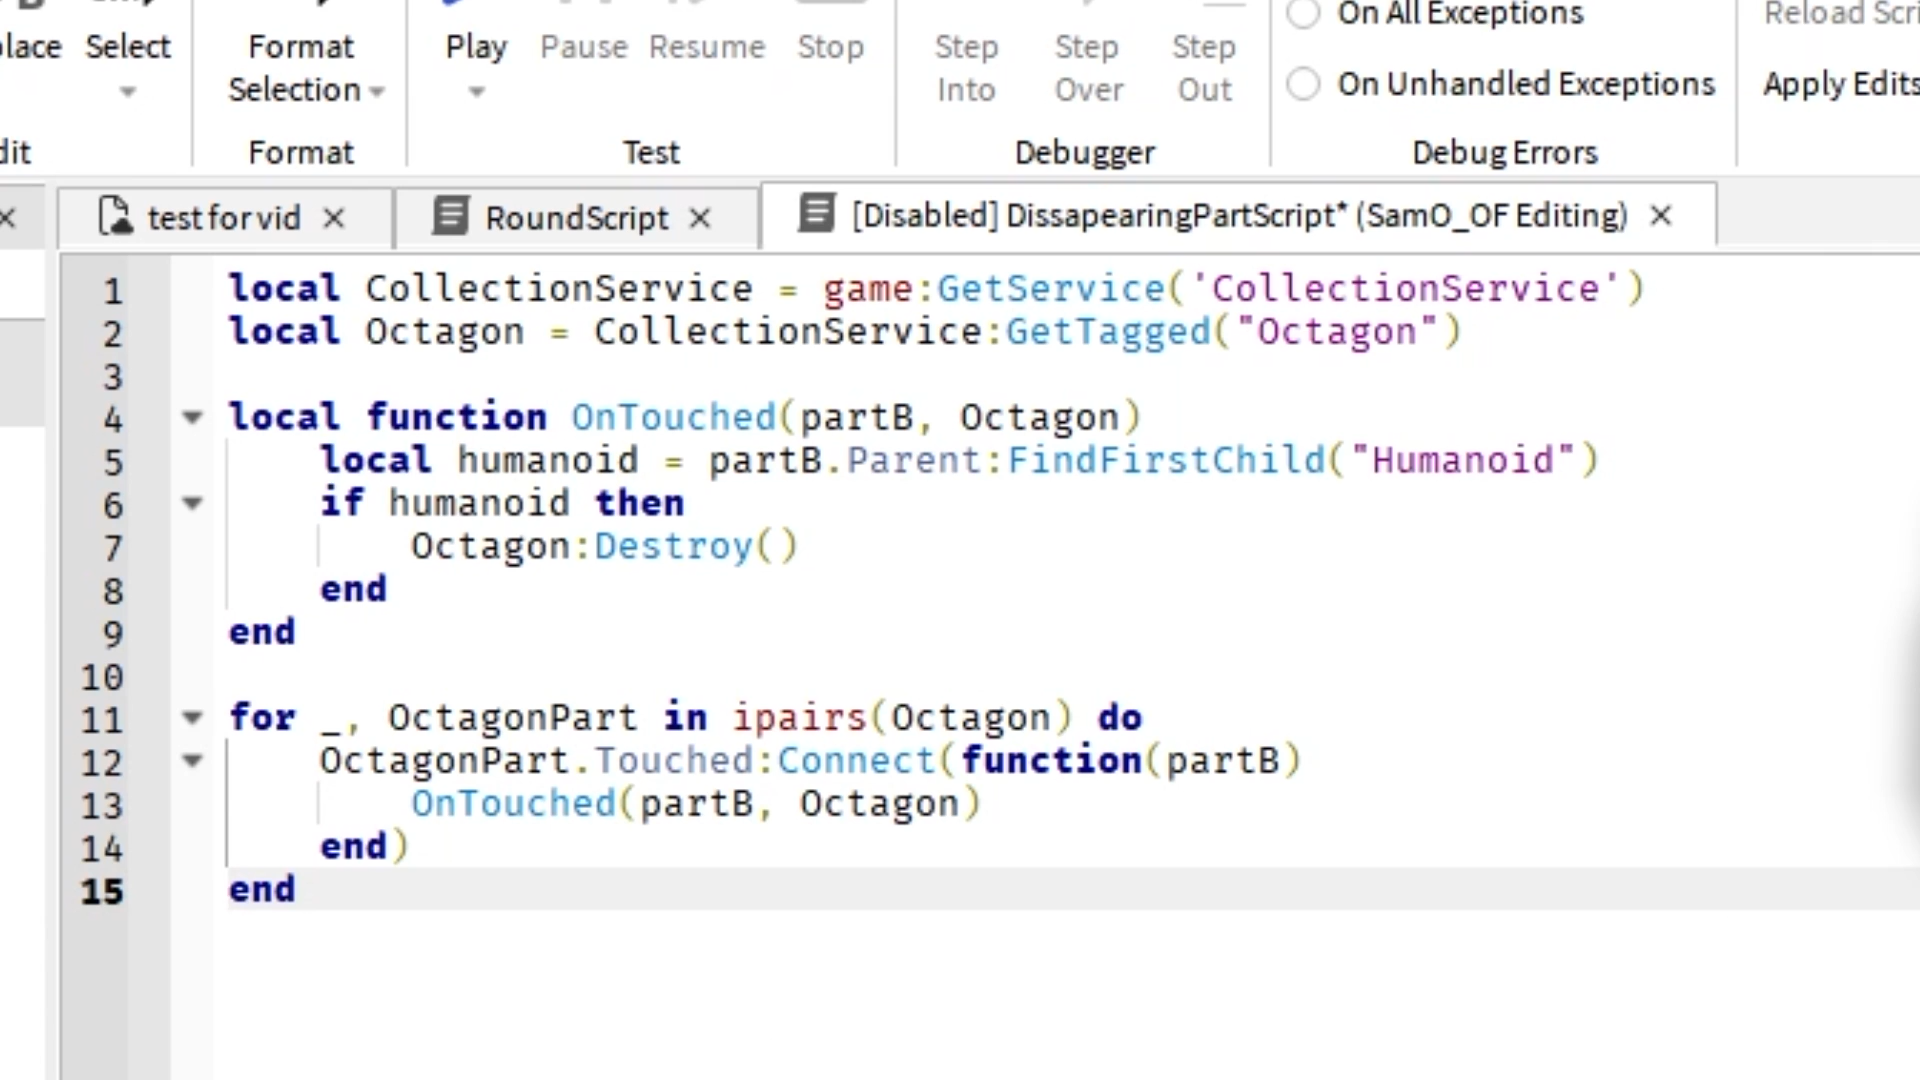 Select
Format
Selection
Play
Pause
Resume
Stop
Step
Into
Step
Over
Step
Out
On All Exceptions
On Unhandled Exceptions
Reload
Apply Edits
Format
Test
Debugger
Debug Errors
test for vid
RoundScript
[Disabled] DissapearingPartScript* (SamO_OF Editing)
1 local CollectionService = game:GetService('CollectionService')
2 local Octagon = CollectionService:GetTagged("Octagon")
3
4 local function OnTouched(partB, Octagon)
5 local humanoid = partB.Parent:FindFirstChild("Humanoid")
6 if humanoid then
7 Octagon:Destroy()
8 end
9 end
10
11 for _, OctagonPart in ipairs(Octagon) do
12 OctagonPart.Touched:Connect(function(partB)
13 OnTouched(partB, Octagon)
14 end)
15 end